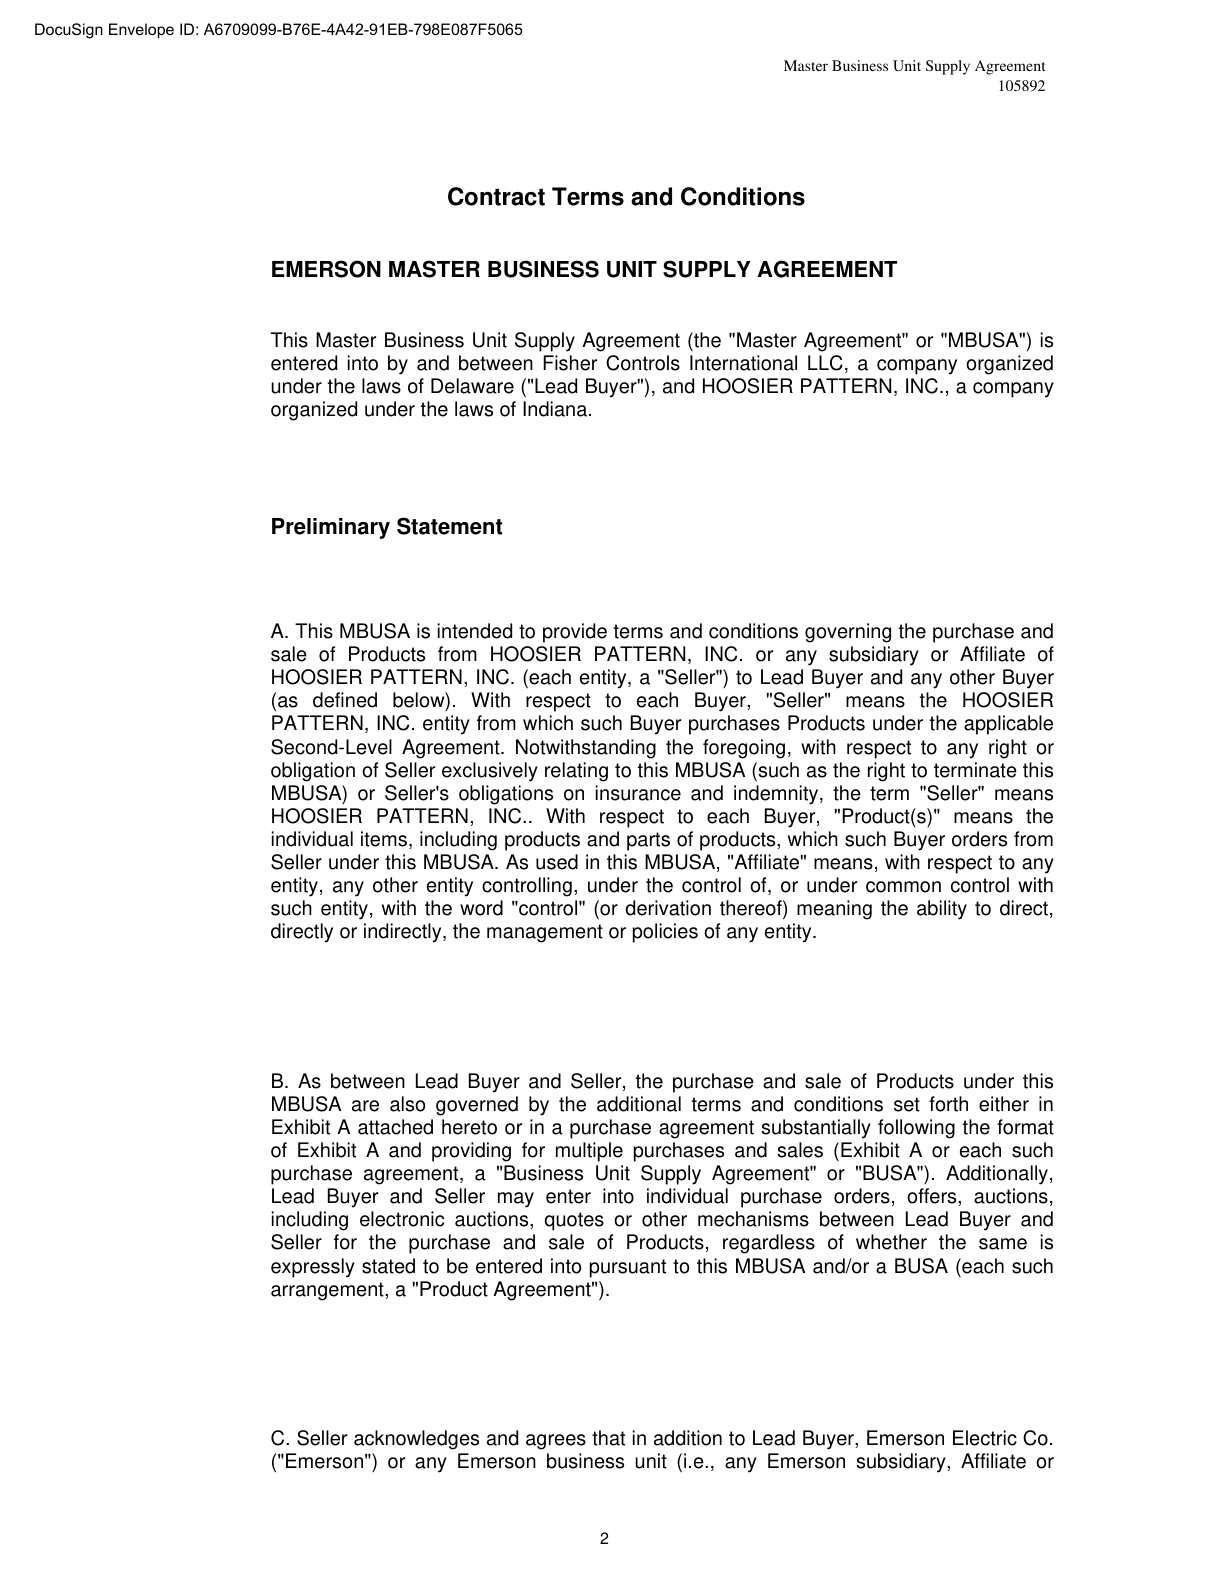 DocuSign Envelope ID: A6709099-B76E-4A42-91EB-798E087F5065
Master Business Unit Supply Agreement
105892
Contract Terms and Conditions
EMERSON MASTER BUSINESS UNIT SUPPLY AGREEMENT
This Master Business Unit Supply Agreement (the "Master Agreement" or "MBUSA") is
entered into by and between Fisher Controls International LLC, a company organized
under the laws of Delaware ("Lead Buyer"), and HOOSIER PATTERN, INC., a company
organized under the laws of Indiana.
Preliminary Statement
A. This MBUSA is intended to provide terms and conditions governing the purchase and
sale of Products from HOOSIER PATTERN, INC. or any subsidiary or Affiliate of
HOOSIER PATTERN, INC. (each entity, a "Seller") to Lead Buyer and any other Buyer
(as defined below). With respect to each Buyer, "Seller" means the HOOSIER
PATTERN, INC. entity from which such Buyer purchases Products under the applicable
Second-Level Agreement. Notwithstanding the foregoing, with respect to any right or
obligation of Seller exclusively relating to this MBUSA (such as the right to terminate this
MBUSA) or Seller's obligations on insurance and indemnity, the term "Seller" means
HOOSIER PATTERN, INC.. With respect to each Buyer, "Product(s)" means the
individual items, including products and parts of products, which such Buyer orders from
Seller under this MBUSA. As used in this MBUSA, "Affiliate" means, with respect to any
entity, any other entity controlling, under the control of, or under common control with
such entity, with the word "control" (or derivation thereof) meaning the ability to direct,
directly or indirectly, the management or policies of any entity.
B. As between Lead Buyer and Seller, the purchase and sale of Products under this
MBUSA are also governed by the additional terms and conditions set forth either in
Exhibit A attached hereto or in a purchase agreement substantially following the format
of Exhibit A and providing for multiple purchases and sales (Exhibit A or each such
purchase agreement, a "Business Unit Supply Agreement" or "BUSA"). Additionally,
Lead Buyer and Seller may enter into individual purchase orders, offers, auctions,
including electronic auctions, quotes or other mechanisms between Lead Buyer and
Seller for the purchase and sale of Products, regardless of whether the same is
expressly stated to be entered into pursuant to this MBUSA and/or a BUSA (each such
arrangement, a "Product Agreement").
C. Seller acknowledges and agrees that in addition to Lead Buyer, Emerson Electric Co.
("Emerson") or any Emerson business unit (i.e., any Emerson subsidiary, Affiliate or
2